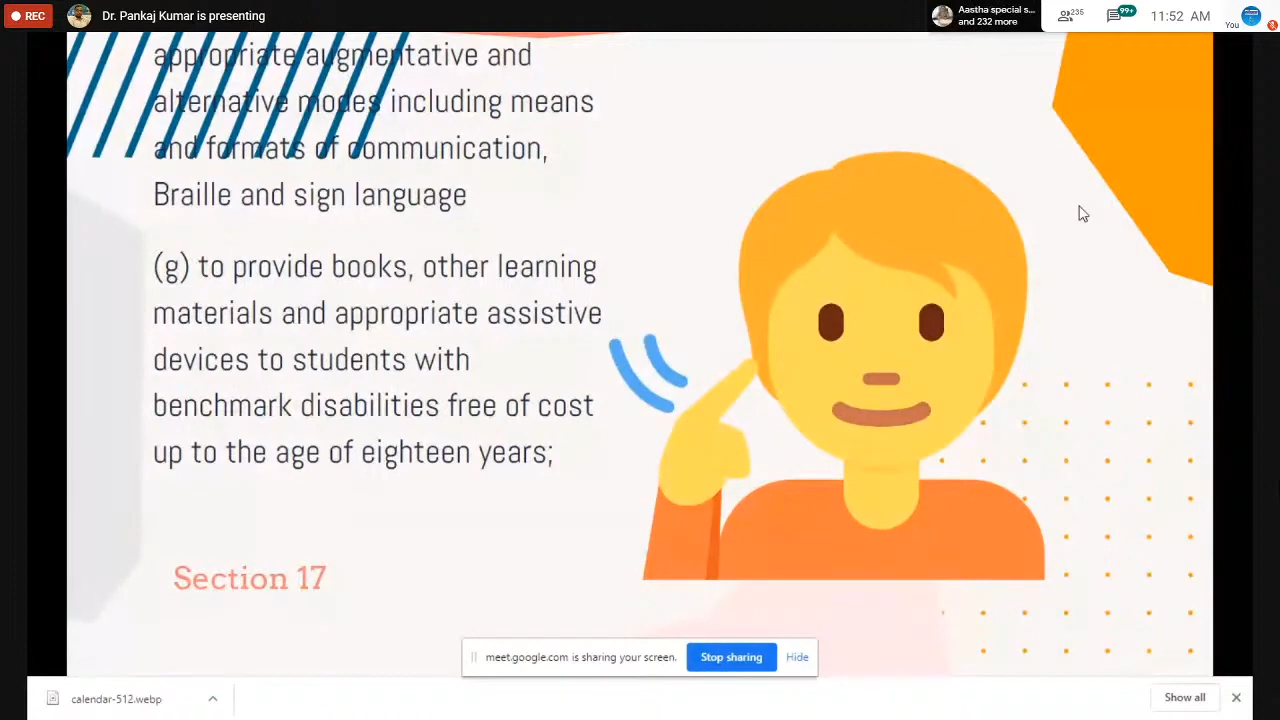 REC
Dr. Pankaj Kumar is presenting
Aastha special s...
and 232 more
235
99+
11:52 AM
You
appropriate augmentative and
alternative modes including means
and formats of communication,
Braille and sign language
(g) to provide books, other learning
materials and appropriate assistive
devices to students with
benchmark disabilities free of cost
up to the age of eighteen years;
Section 17
meet.google.com is sharing your screen.
Stop sharing
Hide
calendar-512.webp
Show all